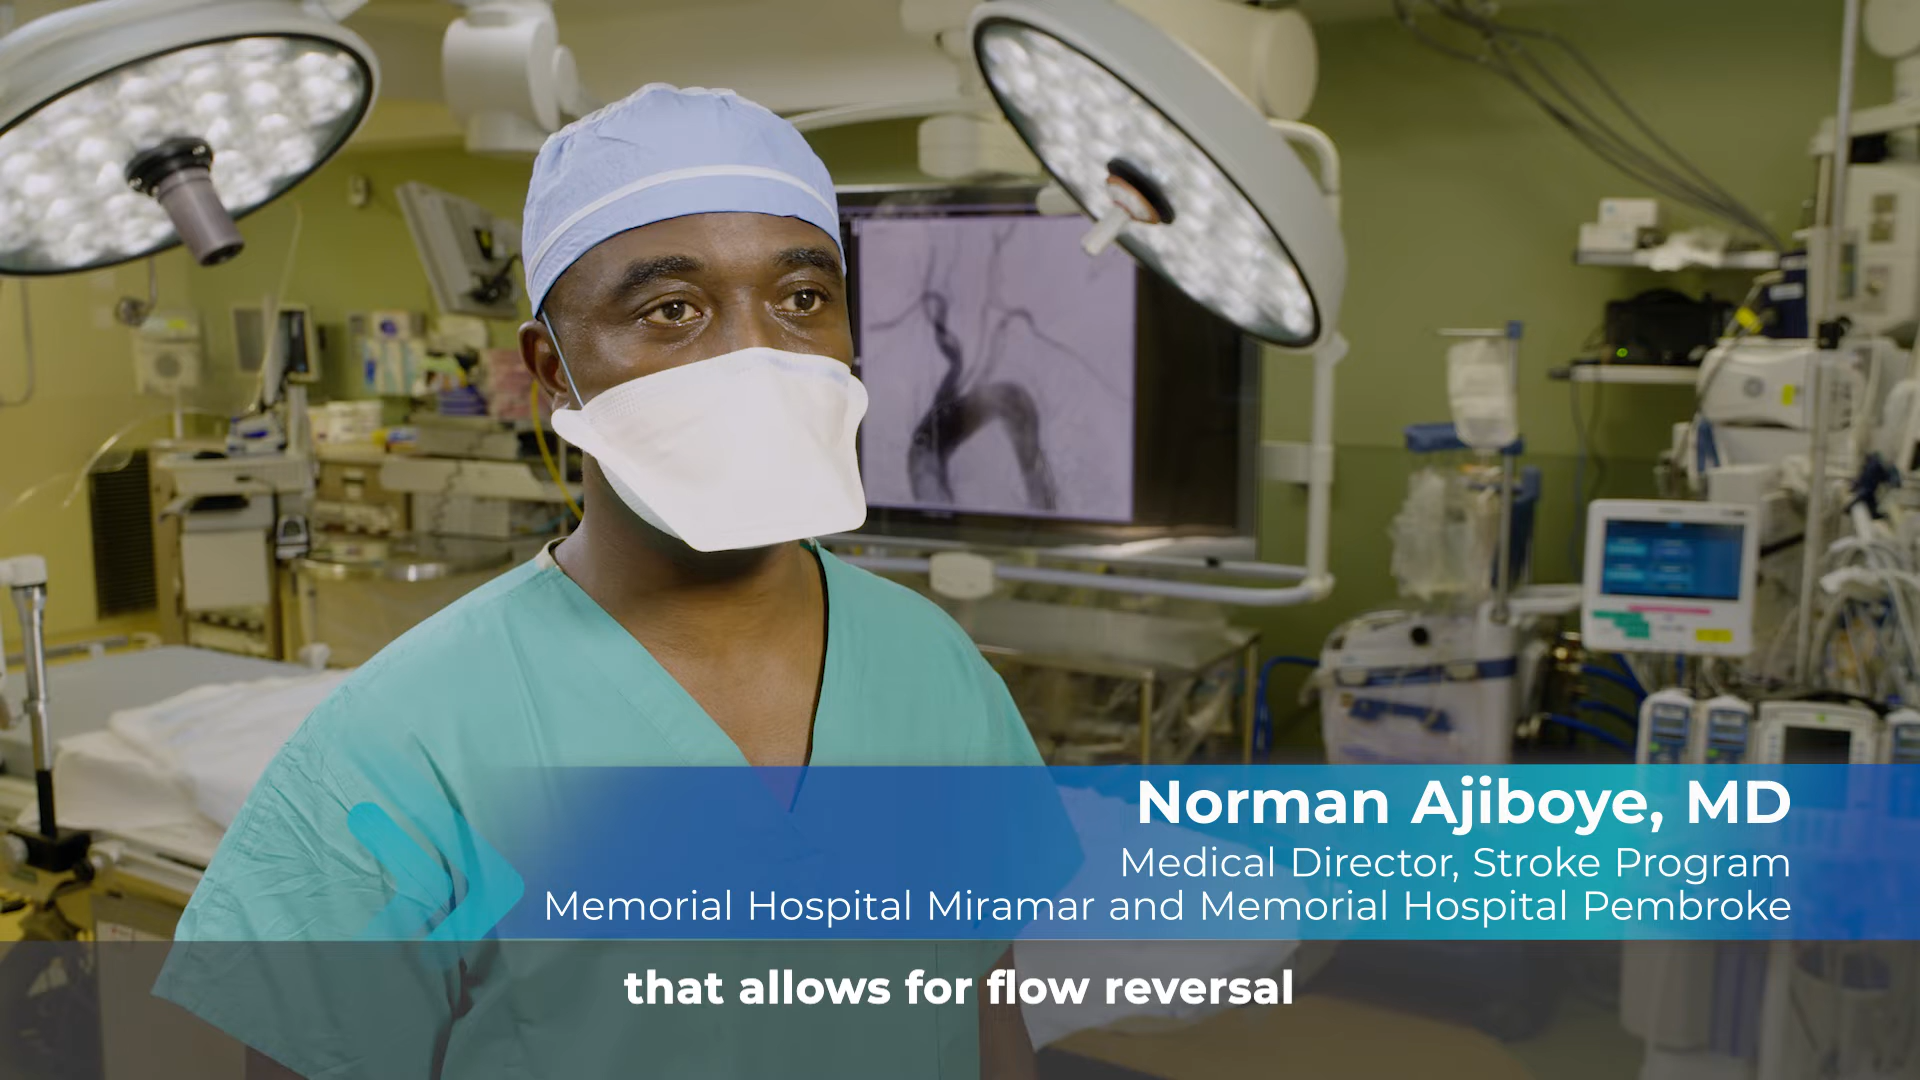 Norman Ajiboye, MD
Medical Director, Stroke Program
Memorial Hospital Miramar and Memorial Hospital Pembroke
that allows for flow reversal